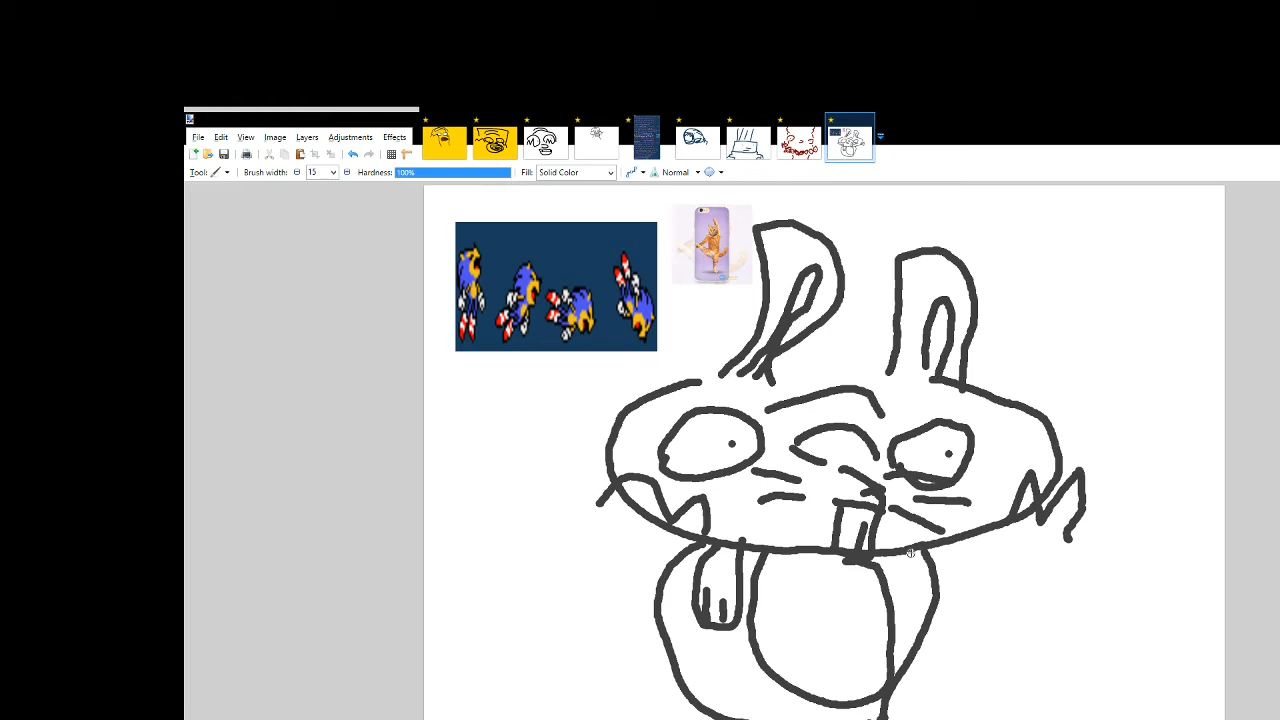 File Edit View Image Layers Adjustments Effects
Tool: Brush width: 15 Hardness: 100% Fill: Solid Color Normal